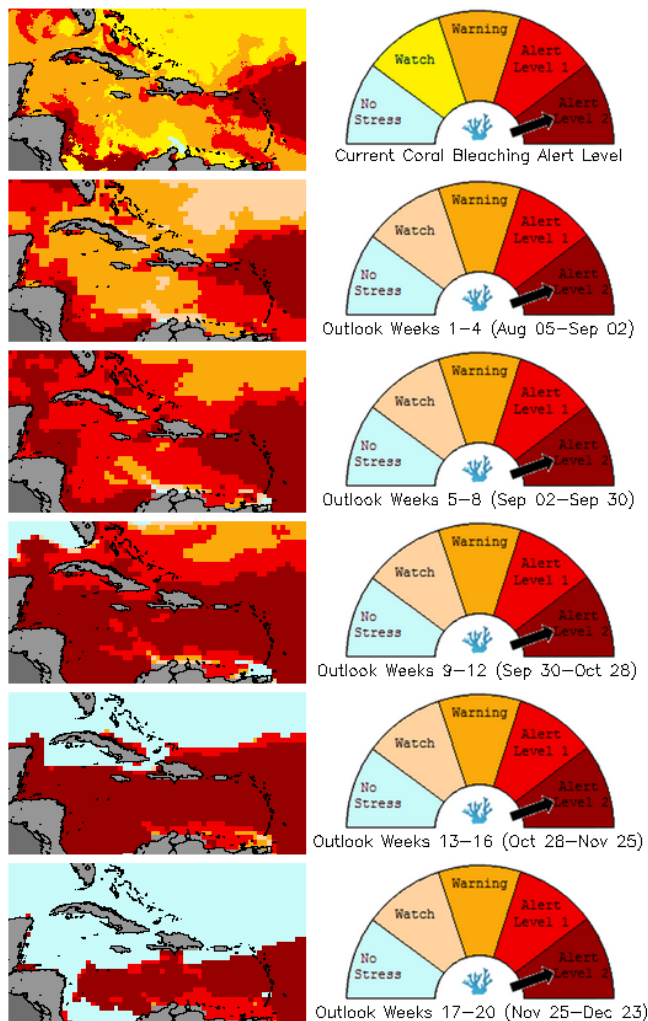 Watch
Warning
Alert
Level 1
No
Stress
Alert
Level 2
Current Coral Bleaching Alert Level
Watch
Warning
Alert
Level 1
No
Stress
Alert
Level 2
Outlook Weeks 1-4 (Aug 05-Sep 02)
Watch
Warning
Alert
Level 1
No
Stress
Alert
Level 2
Outlook Weeks 5-8 (Sep 02-Sep 30)
Watch
Warning
Alert
Level 1
No
Stress
Alert
Level 2
Outlook Weeks 9-12 (Sep 30-Oct 28)
Watch
Warning
Alert
Level 1
No
Stress
Alert
Level 2
Outlook Weeks 13-16 (Oct 28-Nov 25)
Watch
Warning
Alert
Level 1
No
Stress
Alert
Level 2
Outlook Weeks 17-20 (Nov 25-Dec 23)